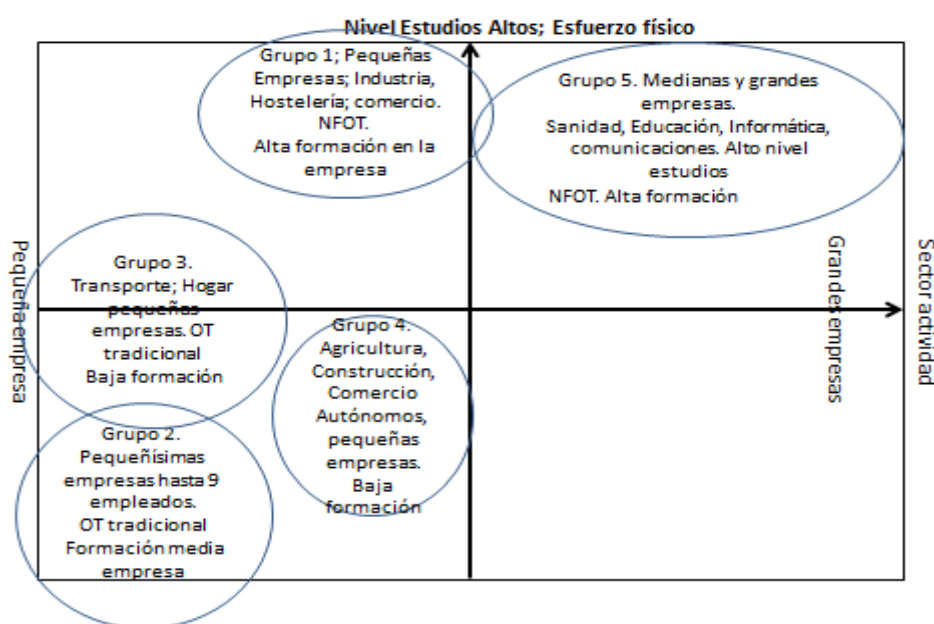 Nivel Estudios Altos; Esfuerzo físico
Grupo 1; Pequeñas
Empresas; Industria,
Hostelería; comercio.
NFOT.
Alta formación en la
empresa
Grupo 5. Medianas y grandes
empresas.
Sanidad, Educación, Informática,
comunicaciones. Alto nivel
estudios
NFOT. Alta formación
Pequeña empresa
Grupo 3.
Transporte; Hogar
pequeñas
empresas. OT
tradicional
Baja formación
Grupo 4.
Agricultura,
Construcción,
Comercio
Autónomos,
pequeñas
empresas.
Baja
formación
Grandes empresas
Sector actividad
Grupo 2.
Pequeñísimas
empresas hasta 9
empleados.
OT tradicional
Formación media
empresa